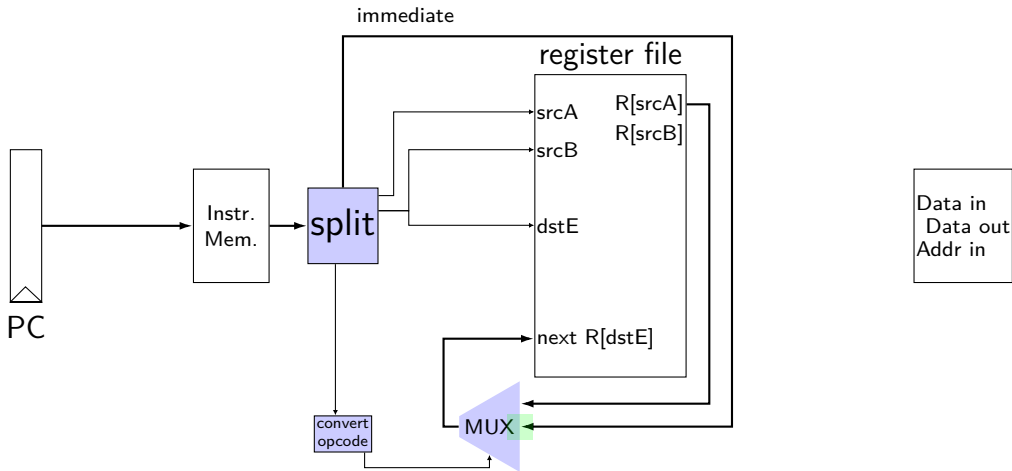 immediate
register file
srcA
R[srcA]
srcB
R[srcB]
Instr.
Mem.
split
dstE
Data in
Data out
Addr in
PC
next R[dstE]
convert
opcode
MUX